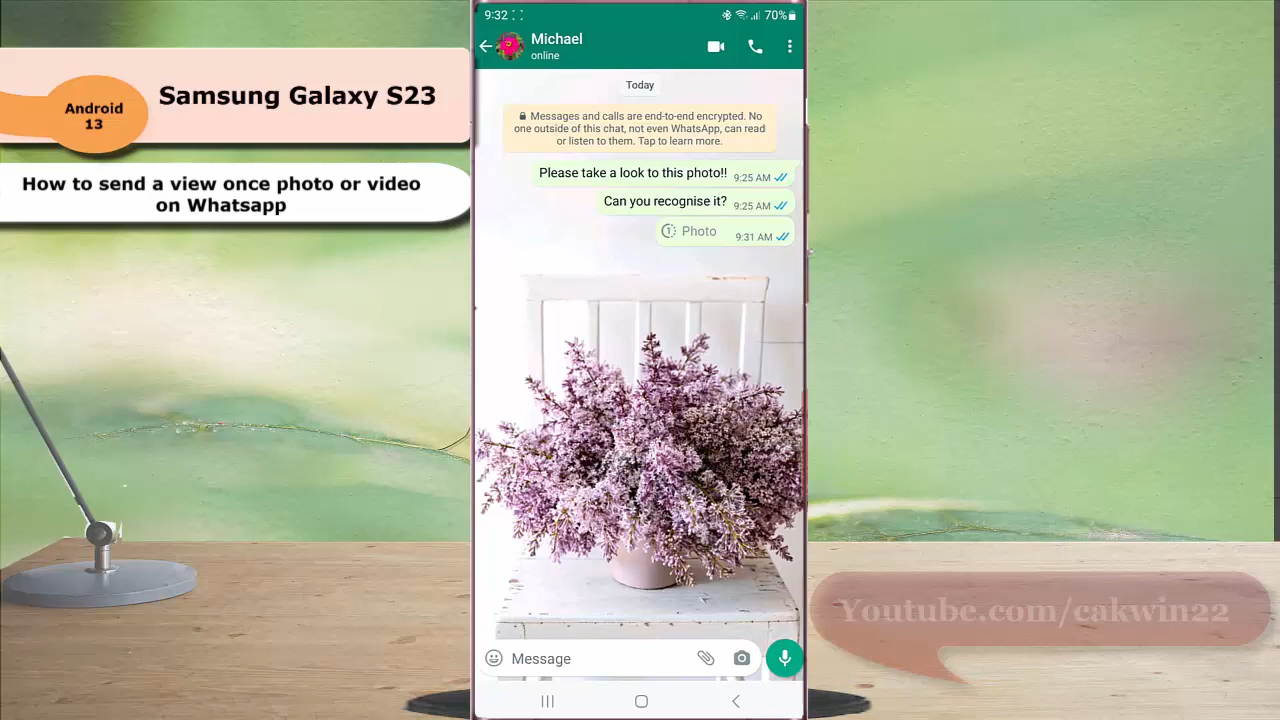 Samsung Galaxy S23
Android
13
How to send a view once photo or video
on Whatsapp
9:32
70%
Michael
online
Today
Messages and calls are end-to-end encrypted. No
one outside of this chat, not even WhatsApp, can read
or listen to them. Tap to learn more.
Please take a look to this photo!! 9:25 AM
Can you recognise it? 9:25 AM
1 Photo 9:31 AM
Message
Youtube.com/cakwin22